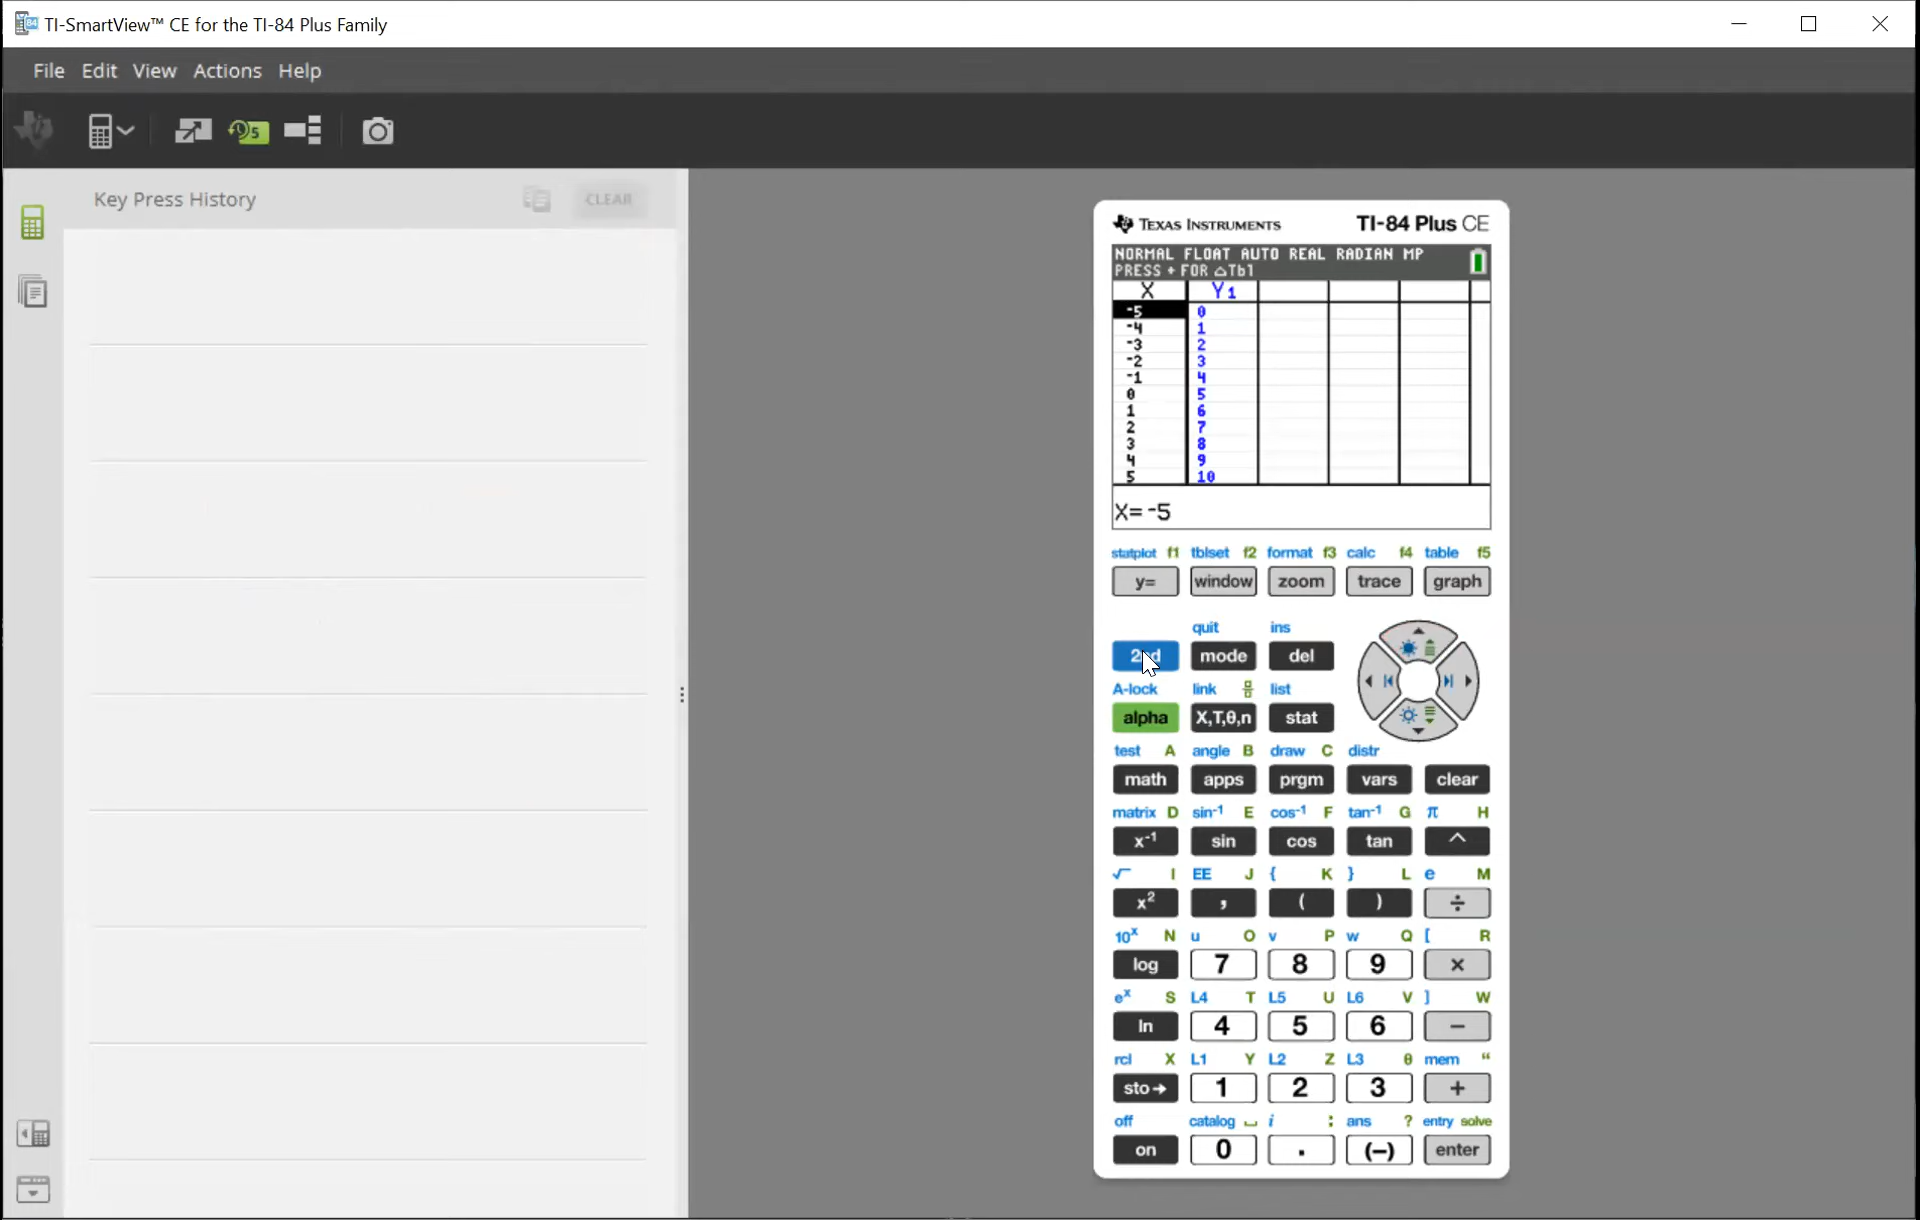 TI-SmartView™ CE for the TI-84 Plus Family
File Edit View Actions Help
5
Key Press History CLEAR
TEXAS INSTRUMENTS TI-84 Plus CE
NORMAL FLOAT AUTO REAL RADIAN MP
PRESS + FOR △Tbl
X Y1
-5 0
-4 1
-3 2
-2 3
-1 4
0 5
1 6
2 7
3 8
4 9
5 10
X= -5
statplot f1 tblset f2 format f3 calc f4 table f5
y= window zoom trace graph
quit ins
2nd mode del
A-lock link list
alpha X,T,θ,n stat
test A angle B draw C distr
math apps prgm vars clear
matrix D sin-1 E cos-1 F tan-1 G π H
x-1 sin cos tan ^
√ I EE J { K } L e M
x2 , ( ) ÷
10x N u O v P w Q [ R
log 7 8 9 ×
ex S L4 T L5 U L6 V ] W
ln 4 5 6 −
rcl X L1 Y L2 Z L3 θ mem “
sto→ 1 2 3 +
off catalog ⎵ i : ans ? entry solve
on 0 . (−) enter